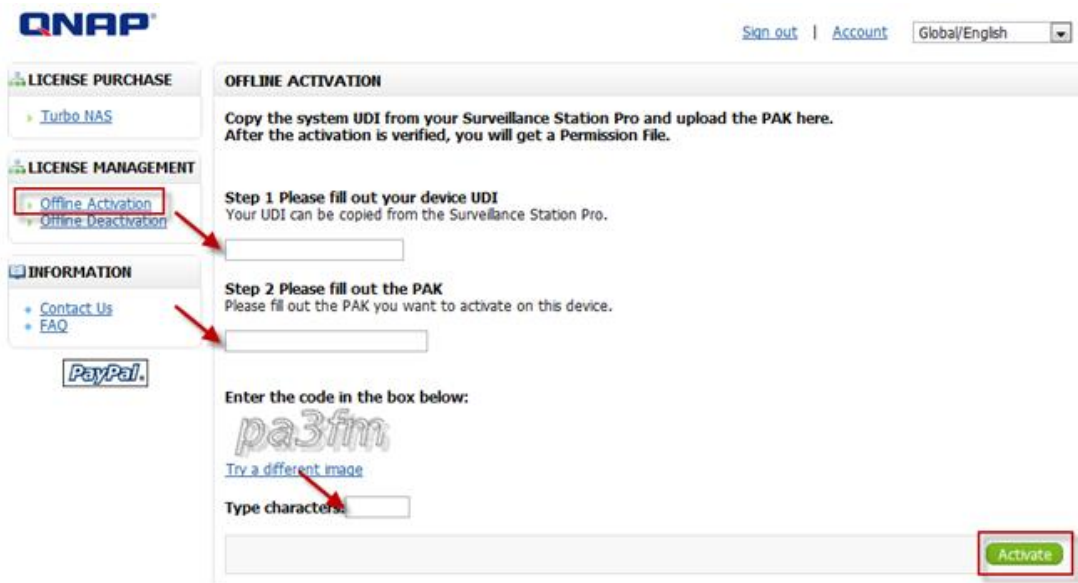 QNAP
Sign out | Account Global/English
LICENSE PURCHASE
Turbo NAS
LICENSE MANAGEMENT
Offline Activation
Offline Deactivation
INFORMATION
Contact Us
FAQ
PayPal.
OFFLINE ACTIVATION
Copy the system UDI from your Surveillance Station Pro and upload the PAK here.
After the activation is verified, you will get a Permission File.
Step 1 Please fill out your device UDI
Your UDI can be copied from the Surveillance Station Pro.
Step 2 Please fill out the PAK
Please fill out the PAK you want to activate on this device.
Enter the code in the box below:
pa3fm
Try a different image
Type characters:
Activate